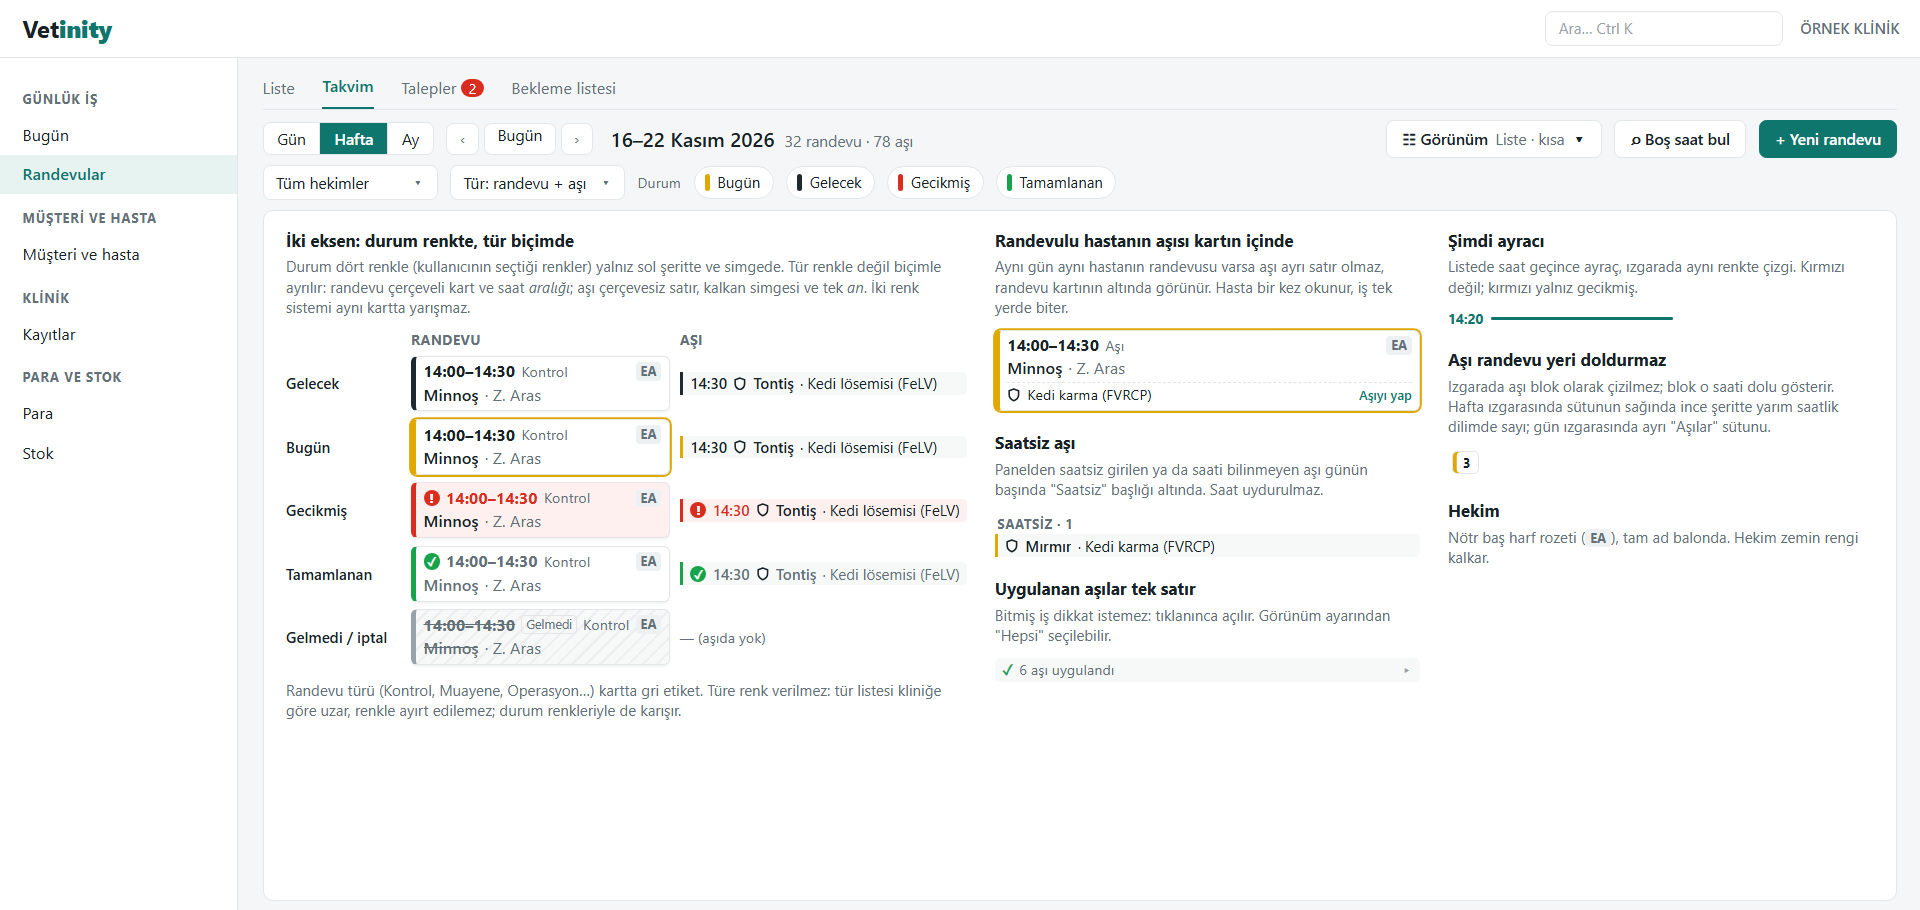 Vetinity
Ara... Ctrl K
ÖRNEK KLİNİK
GÜNLÜK İŞ
Bugün
Randevular
MÜŞTERİ VE HASTA
Müşteri ve hasta
KLİNİK
Kayıtlar
PARA VE STOK
Para
Stok
Liste
Takvim
Talepler 2
Bekleme listesi
Gün
Hafta
Ay
‹
Bugün
›
16–22 Kasım 2026 32 randevu · 78 aşı
Görünüm Liste · kısa ▾
Boş saat bul
+ Yeni randevu
Tüm hekimler
Tür: randevu + aşı
Durum
Bugün
Gelecek
Gecikmiş
Tamamlanan
İki eksen: durum renkte, tür biçimde
Durum dört renkle (kullanıcının seçtiği renkler) yalnız sol şeritte ve simgede. Tür renkle değil biçimle
ayrılır: randevu çerçeveli kart ve saat aralığı; aşı çerçevesiz satır, kalkan simgesi ve tek an. İki renk
sistemi aynı kartta yarışmaz.
RANDEVU
AŞI
Gelecek
14:00–14:30 Kontrol EA
Minnoş · Z. Aras
14:30 Tontiş · Kedi lösemisi (FeLV)
Bugün
14:00–14:30 Kontrol EA
Minnoş · Z. Aras
14:30 Tontiş · Kedi lösemisi (FeLV)
Gecikmiş
14:00–14:30 Kontrol EA
Minnoş · Z. Aras
14:30 Tontiş · Kedi lösemisi (FeLV)
Tamamlanan
14:00–14:30 Kontrol EA
Minnoş · Z. Aras
14:30 Tontiş · Kedi lösemisi (FeLV)
Gelmedi / iptal
14:00–14:30 Gelmedi Kontrol EA
Minnoş · Z. Aras
— (aşıda yok)
Randevu türü (Kontrol, Muayene, Operasyon…) kartta gri etiket. Türe renk verilmez: tür listesi kliniğe
göre uzar, renkle ayırt edilemez; durum renkleriyle de karışır.
Randevulu hastanın aşısı kartın içinde
Aynı gün aynı hastanın randevusu varsa aşı ayrı satır olmaz,
randevu kartının altında görünür. Hasta bir kez okunur, iş tek
yerde biter.
14:00–14:30 Aşı EA
Minnoş · Z. Aras
Kedi karma (FVRCP) Aşıyı yap
Saatsiz aşı
Panelden saatsiz girilen ya da saati bilinmeyen aşı günün
başında "Saatsiz" başlığı altında. Saat uydurulmaz.
SAATSİZ · 1
Mırmır · Kedi karma (FVRCP)
Uygulanan aşılar tek satır
Bitmiş iş dikkat istemez: tıklanınca açılır. Görünüm ayarından
"Hepsi" seçilebilir.
✓ 6 aşı uygulandı
Şimdi ayracı
Listede saat geçince ayraç, ızgarada aynı renkte çizgi. Kırmızı
değil; kırmızı yalnız gecikmiş.
14:20
Aşı randevu yeri doldurmaz
Izgarada aşı blok olarak çizilmez; blok o saati dolu gösterir.
Hafta ızgarasında sütunun sağında ince şeritte yarım saatlik
dilimde sayı; gün ızgarasında ayrı "Aşılar" sütunu.
3
Hekim
Nötr baş harf rozeti ( EA ), tam ad balonda. Hekim zemin rengi
kalkar.